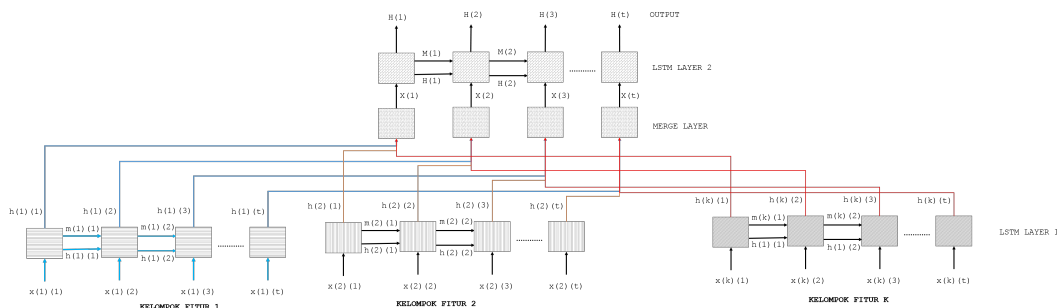 H(1) H(2) H(3) H(t) OUTPUT
M(1) M(2)
LSTM LAYER 2
H(1) H(2)
X(1) X(2) X(3) X(t)
MERGE LAYER
h(1)(1) h(1)(2) h(1)(3) h(1)(t) h(2)(1) h(2)(2) h(2)(3) h(2)(t) h(k)(1) h(k)(2) h(k)(3) h(k)(t)
m(1)(1) m(1)(2) m(2)(1) m(2)(2) m(k)(1) m(k)(2)
LSTM LAYER 1
h(1)(1) h(1)(2) h(2)(1) h(2)(2) h(1)(1) h(1)(2)
x(1)(1) x(1)(2) x(1)(3) x(1)(t) x(2)(1) x(2)(2) x(2)(3) x(2)(t) x(k)(1) x(k)(2) x(k)(3) x(k)(t)
KELOMPOK FITUR 1 KELOMPOK FITUR 2 KELOMPOK FITUR K